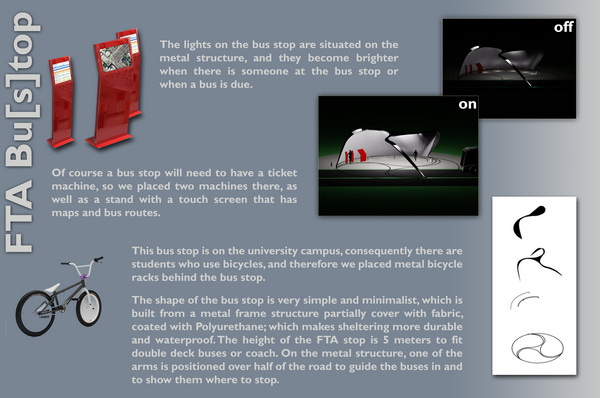 FTA Bu[s]top
The lights on the bus stop are situated on the
metal structure, and they become brighter
when there is someone at the bus stop or
when a bus is due.
off
on
Of course a bus stop will need to have a ticket
machine, so we placed two machines there, as
well as a stand with a touch screen that has
maps and bus routes.
This bus stop is on the university campus, consequently there are
students who use bicycles, and therefore we placed metal bicycle
racks behind the bus stop.
The shape of the bus stop is very simple and minimalist, which is
built from a metal frame structure partially cover with fabric,
coated with Polyurethane; which makes sheltering more durable
and waterproof. The height of the FTA stop is 5 meters to fit
double deck buses or coach. On the metal structure, one of the
arms is positioned over half of the road to guide the buses in and
to show them where to stop.